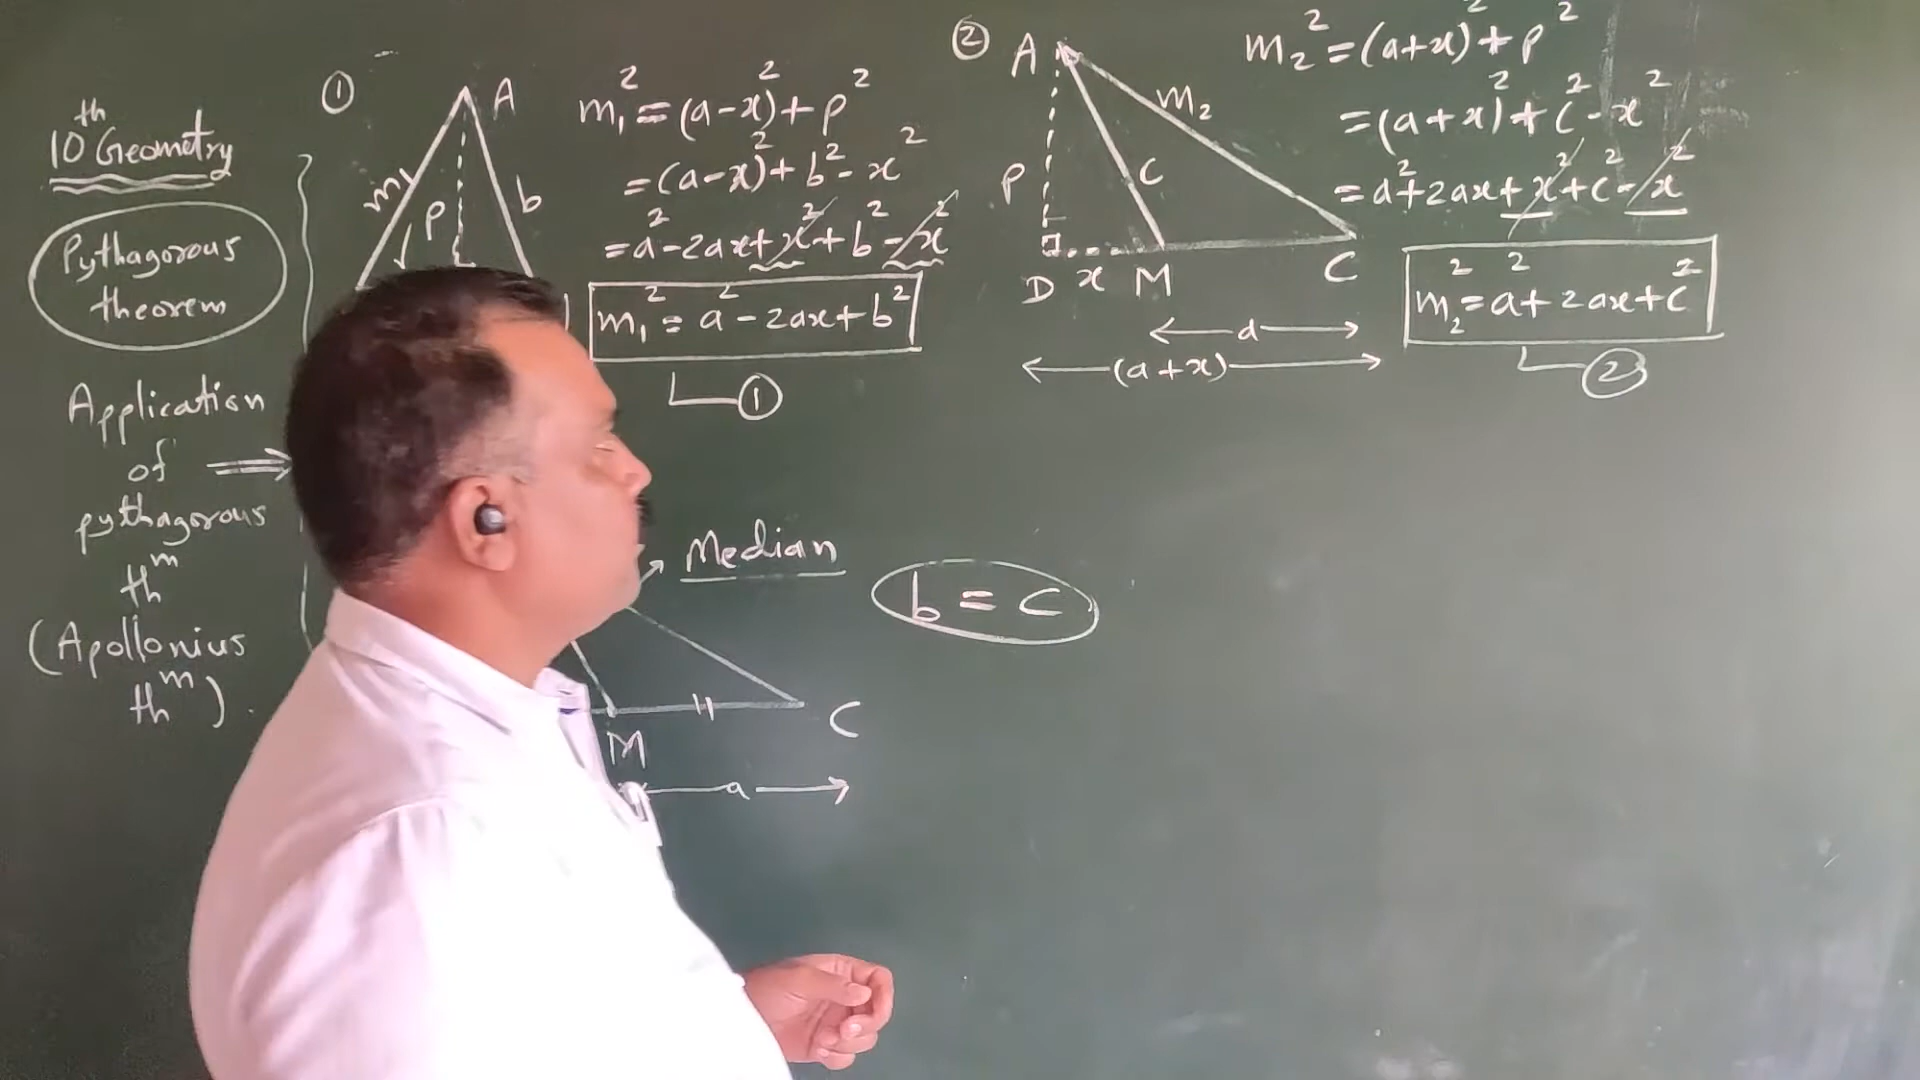 10th Geometry
Pythagorous
theorem
Application
of ⇒
pythagorous
thm
(Apollonius
thm).
①
A
m₁
P
b
m₁² = (a-x)² + p²
= (a-x)² + b² - x²
= a² - 2ax + x² + b² - x²
m₁² = a² - 2ax + b²
①
②
A
m₂
P
C
D x M C
a
(a+x)
m₂² = (a+x)² + p²
= (a+x)² + c² - x²
= a² + 2ax + x² + c² - x²
m₂² = a² + 2ax + c²
②
Median
b = c
M
C
a